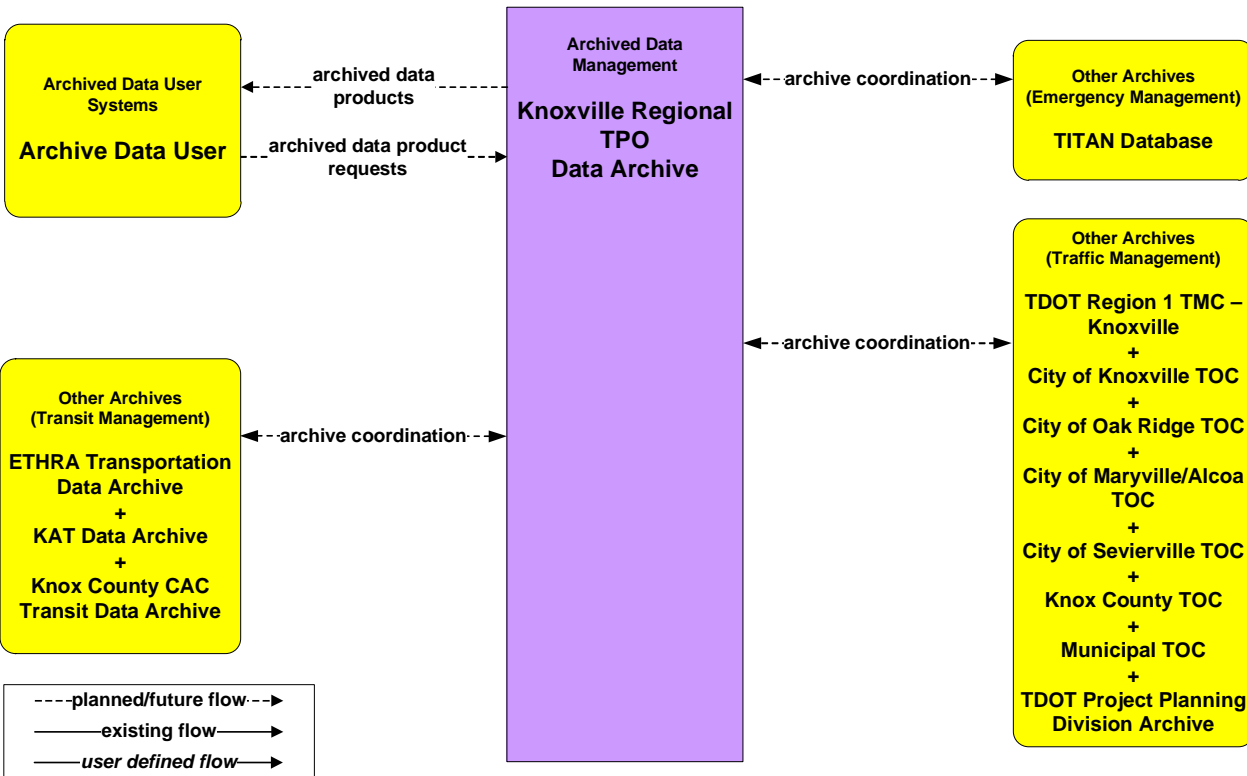 Archived Data User
Systems
Archive Data User
archived data
products
archived data product
requests
Archived Data
Management
Knoxville Regional
TPO
Data Archive
archive coordination
Other Archives
(Emergency Management)
TITAN Database
archive coordination
Other Archives
(Traffic Management)
TDOT Region 1 TMC –
Knoxville
+
City of Knoxville TOC
+
City of Oak Ridge TOC
+
City of Maryville/Alcoa
TOC
+
City of Sevierville TOC
+
Knox County TOC
+
Municipal TOC
+
TDOT Project Planning
Division Archive
Other Archives
(Transit Management)
ETHRA Transportation
Data Archive
+
KAT Data Archive
+
Knox County CAC
Transit Data Archive
archive coordination
planned/future flow
existing flow
user defined flow